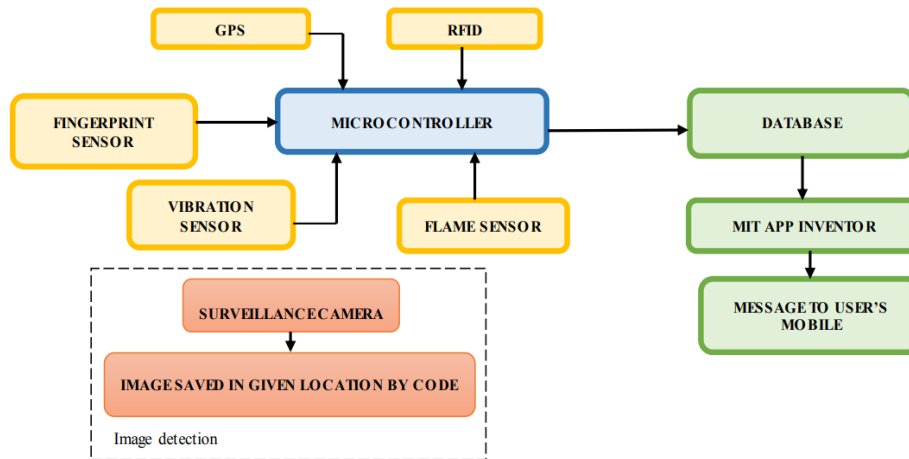 GPS
RFID
FINGERPRINT
SENSOR
MICROCONTROLLER
DATABASE
VIBRATION
SENSOR
FLAME SENSOR
MIT APP INVENTOR
SURVEILLANCE CAMERA
MESSAGE TO USER'S
MOBILE
IMAGE SAVED IN GIVEN LOCATION BY CODE
Image detection